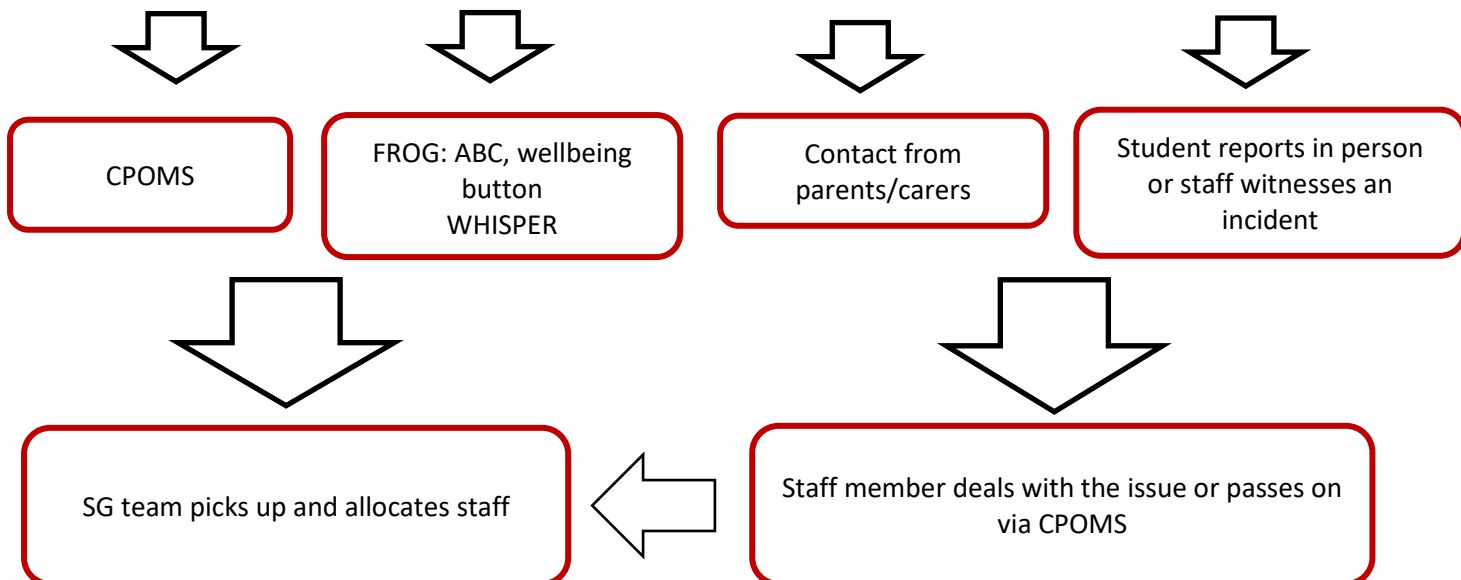 CPOMS
FROG: ABC, wellbeing
button
WHISPER
Contact from
parents/carers
Student reports in person
or staff witnesses an
incident
SG team picks up and allocates staff
Staff member deals with the issue or passes on
via CPOMS